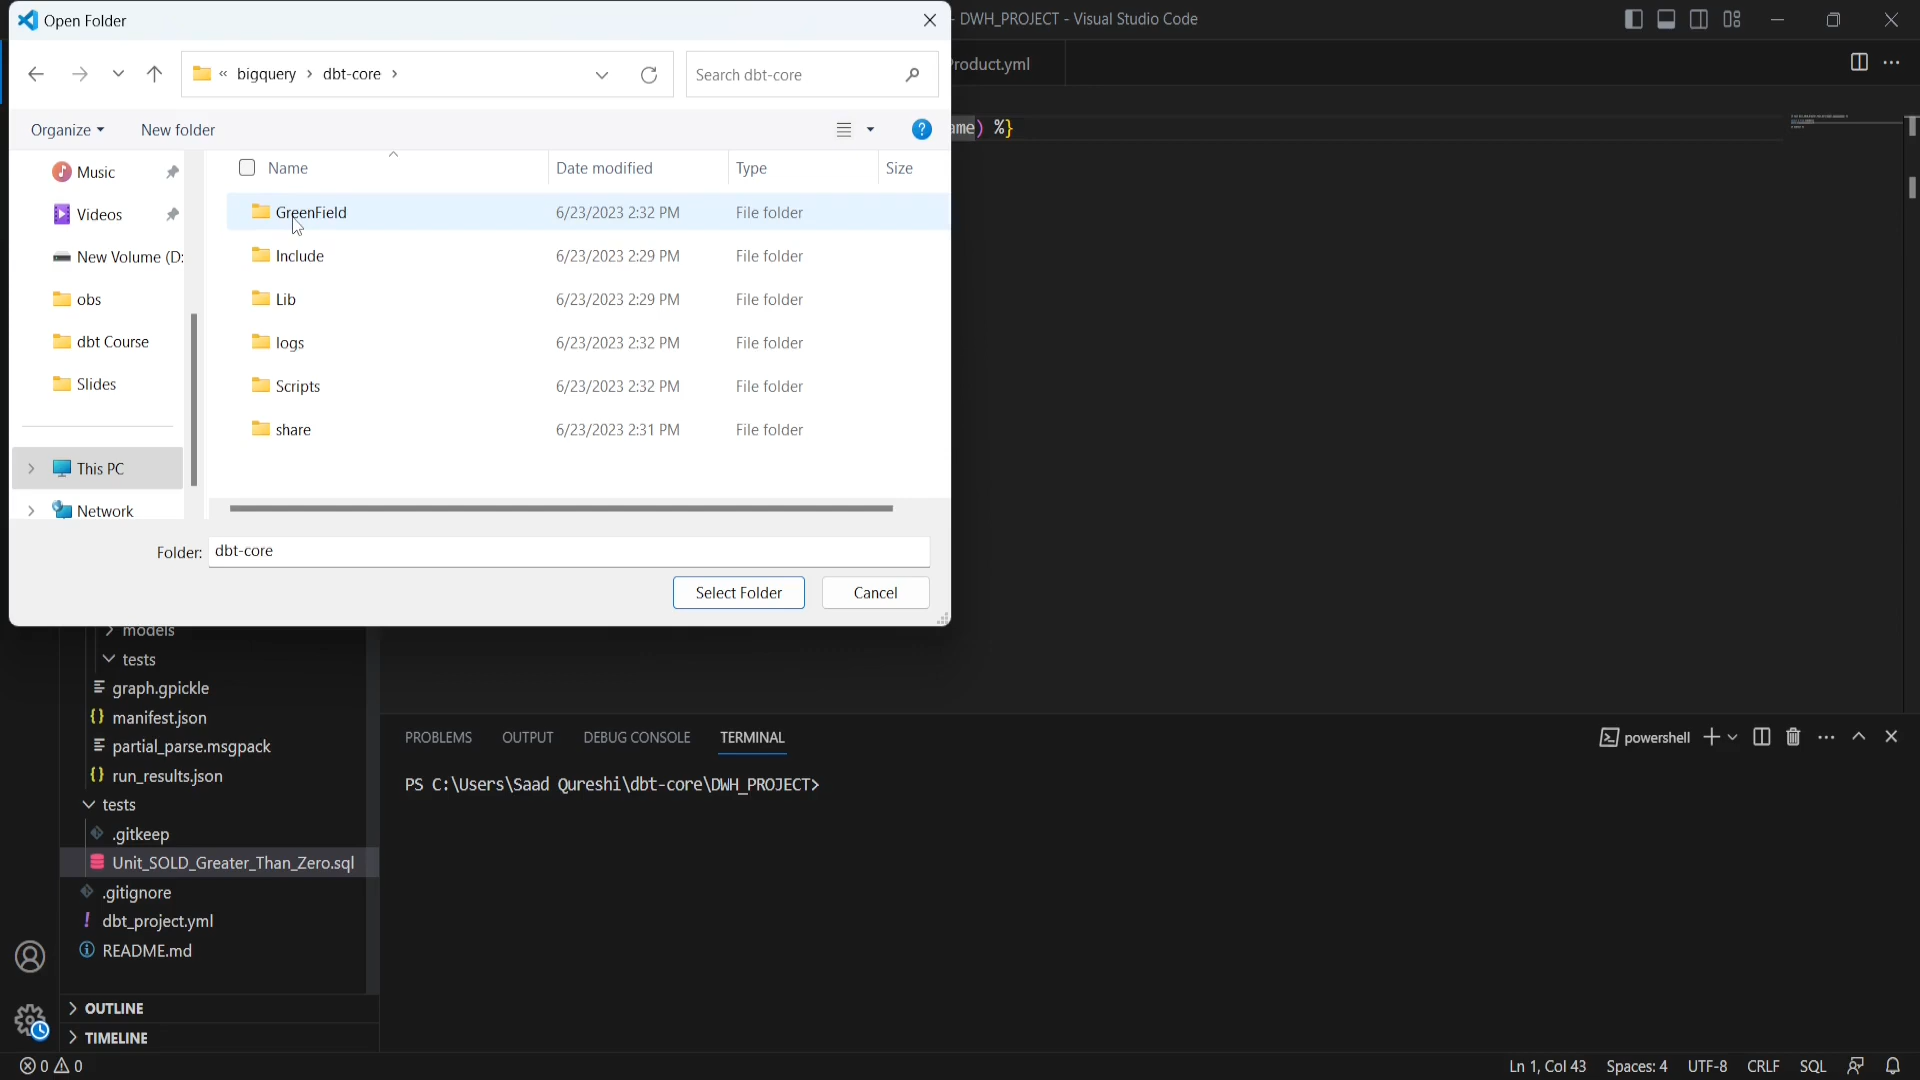 Open Folder
- DWH_PROJECT - Visual Studio Code
« bigquery › dbt-core ›
Search dbt-core
roduct.yml
Organize
New folder
ame) %}
Name
Date modified
Type
Size
Music
Videos
New Volume (D:
obs
dbt Course
Slides
This PC
Network
GreenField 6/23/2023 2:32 PM File folder
Include 6/23/2023 2:29 PM File folder
Lib 6/23/2023 2:29 PM File folder
logs 6/23/2023 2:32 PM File folder
Scripts 6/23/2023 2:32 PM File folder
share 6/23/2023 2:31 PM File folder
Folder: dbt-core
Select Folder
Cancel
models
tests
graph.gpickle
manifest.json
partial_parse.msgpack
run_results.json
tests
.gitkeep
Unit_SOLD_Greater_Than_Zero.sql
.gitignore
dbt_project.yml
README.md
OUTLINE
TIMELINE
PROBLEMS OUTPUT DEBUG CONSOLE TERMINAL
powershell
PS C:\Users\Saad Qureshi\dbt-core\DWH_PROJECT>
0 0
Ln 1, Col 43 Spaces: 4 UTF-8 CRLF SQL